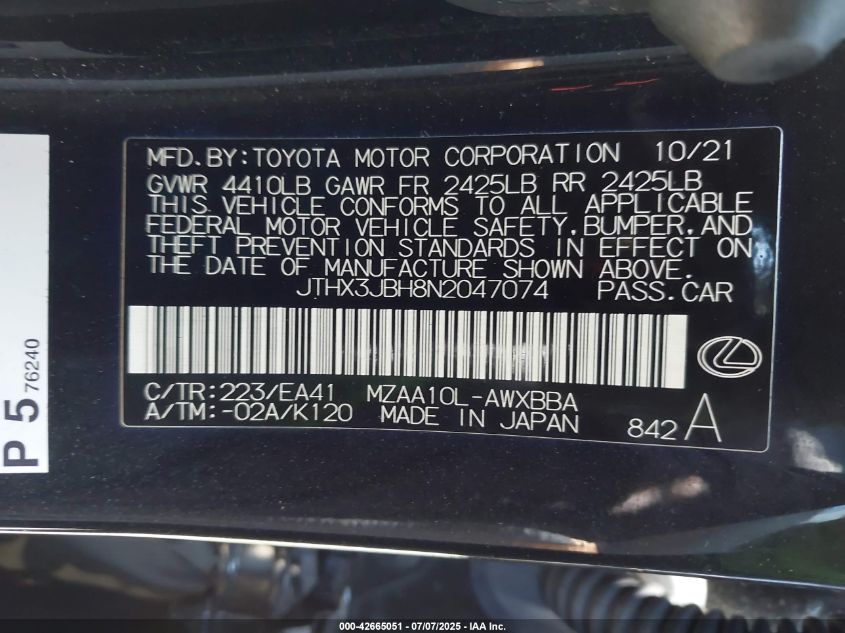 MFD.BY:TOYOTA MOTOR CORPORATION 10/21
GVWR 4410LB GAWR FR 2425LB RR 2425LB
THIS VEHICLE CONFORMS TO ALL APPLICABLE
FEDERAL MOTOR VEHICLE SAFETY,BUMPER,AND
THEFT PREVENTION STANDARDS IN EFFECT ON
THE DATE OF MANUFACTURE SHOWN ABOVE.
JTHX3JBH8N2047074 PASS.CAR
C/TR:223/EA41 MZAA10L-AWXBBA
A/TM:-02A/K120 MADE IN JAPAN 842 A
P 5 76240
000-42665051 - 07/07/2025 - IAA Inc.